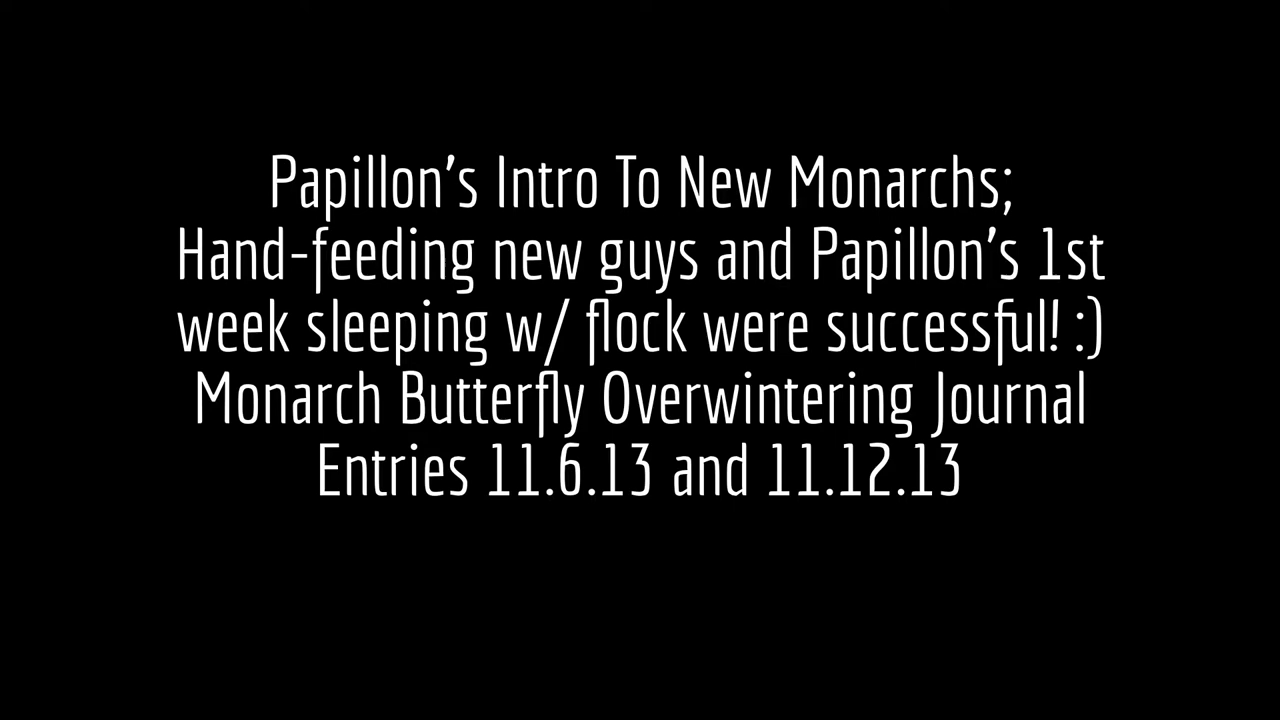 Papillon's Intro To New Monarchs;
Hand-feeding new guys and Papillon's 1st
week sleeping w/ flock were successful! :)
Monarch Butterfly Overwintering Journal
Entries 11.6.13 and 11.12.13